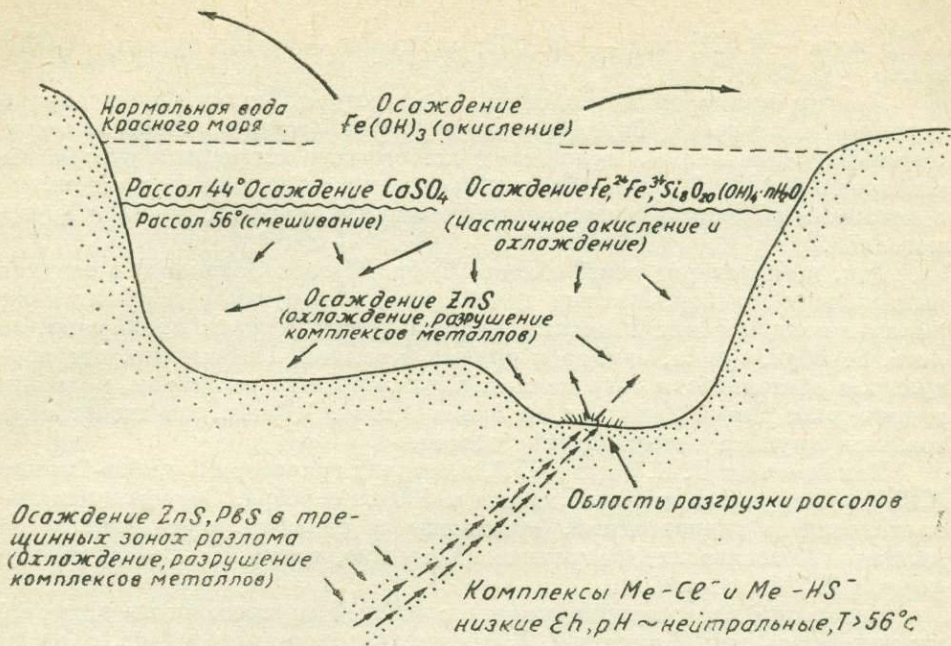 Нормальная вода
Красного моря
Осаждение
Fe(OH)₃ (окисление)
Рассол 44° Осаждение CaSO₄
Осаждение Fe,²⁺Fe,³⁺Si₈O₂₀(OH)₄·nH₂O
Рассол 56° (смешивание)
(Частичное окисление и
охлаждение)
Осаждение ZnS
(охлаждение, разрушение
комплексов металлов)
Область разгрузки рассолов
Осаждение ZnS, PbS в тре-
щинных зонах разлома
(Охлаждение, разрушение
комплексов металлов)
Комплексы Me-Cl⁻ и Me-HS⁻
низкие Eh, pH ~ нейтральные, T>56°C